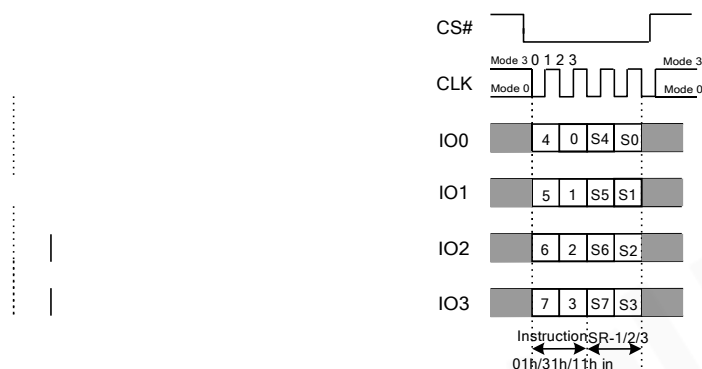 CS#
Mode 3 0 1 2 3 Mode 3
CLK
Mode 0 Mode 0
IO0 4 0 S4 S0
IO1 5 1 S5 S1
IO2 6 2 S6 S2
IO3 7 3 S7 S3
Instruction SR-1/2/3
01h/31h/11h in